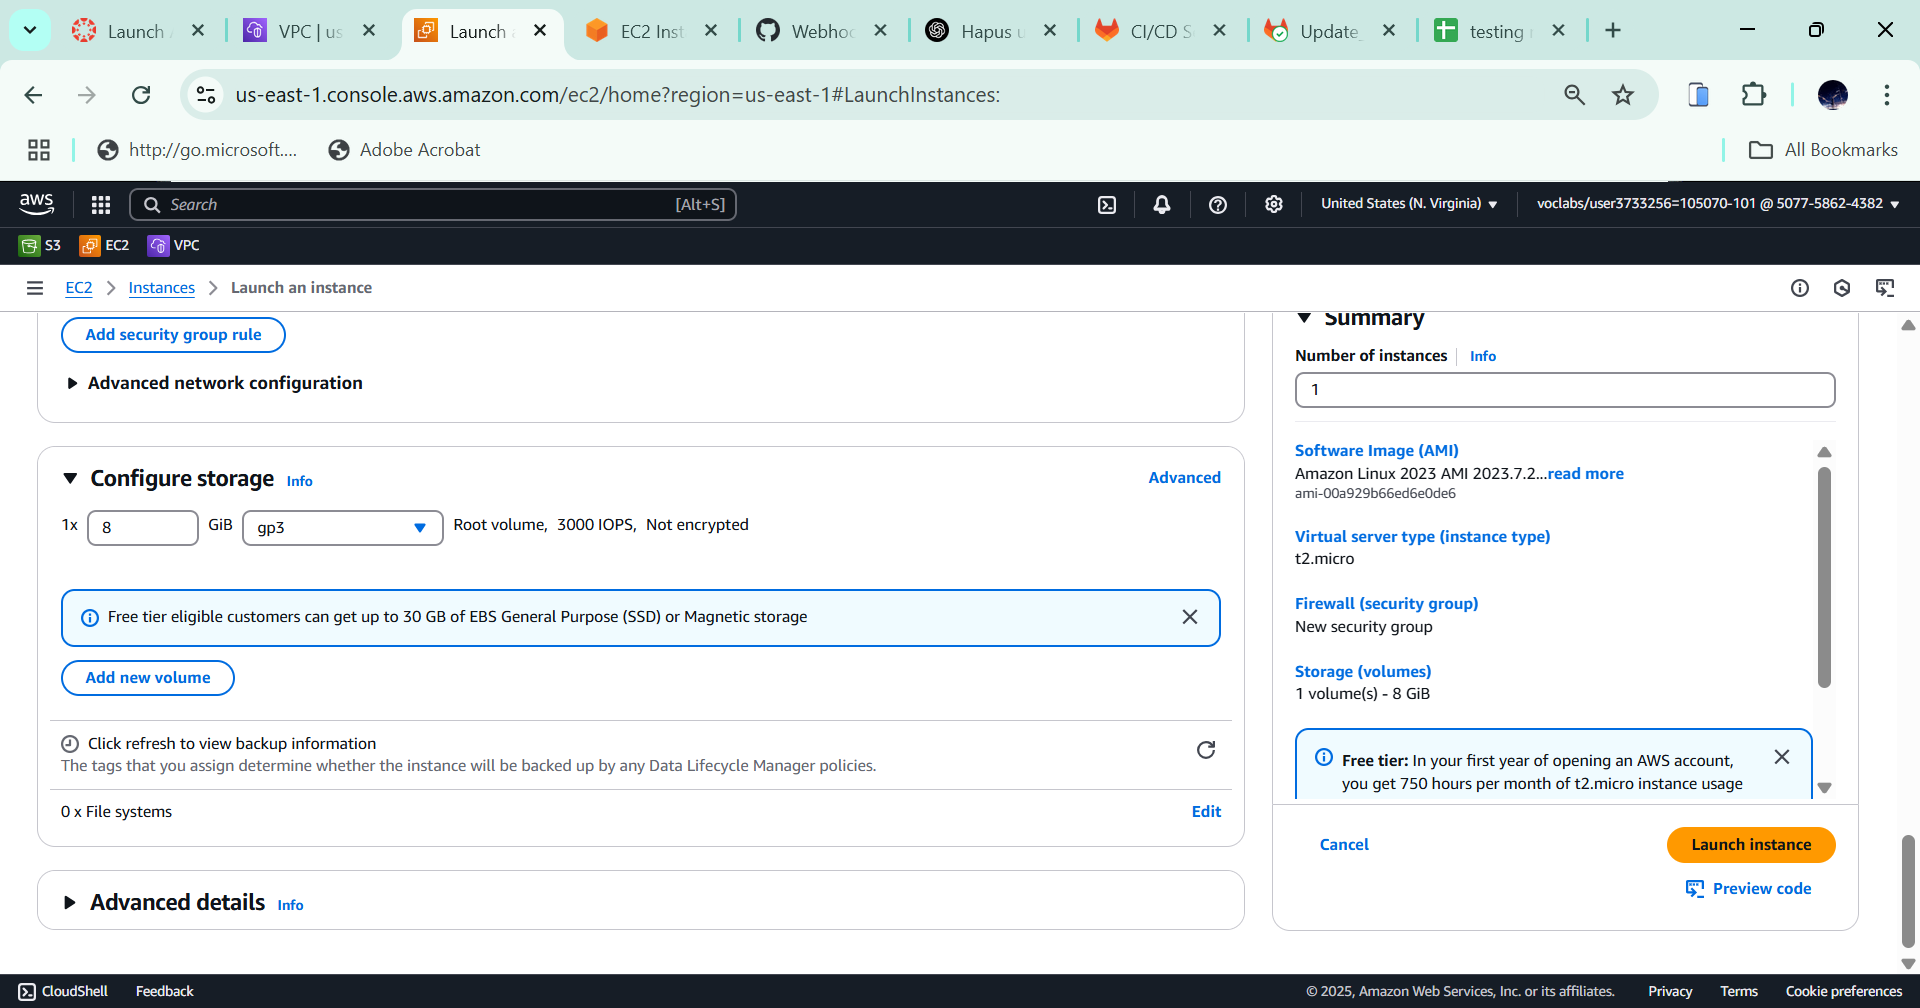 Launch
VPC | us
Launch a
EC2 Inst
Webhoo
Hapus u
CI/CD S
Update_
testing
us-east-1.console.aws.amazon.com/ec2/home?region=us-east-1#LaunchInstances:
http://go.microsoft....
Adobe Acrobat
All Bookmarks
aws
Search
[Alt+S]
United States (N. Virginia)
voclabs/user3733256=105070-101 @ 5077-5862-4382
S3
EC2
VPC
EC2
Instances
Launch an instance
Add security group rule
Advanced network configuration
Configure storage
Info
Advanced
1x
8
GiB
gp3
Root volume, 3000 IOPS, Not encrypted
Free tier eligible customers can get up to 30 GB of EBS General Purpose (SSD) or Magnetic storage
Add new volume
Click refresh to view backup information
The tags that you assign determine whether the instance will be backed up by any Data Lifecycle Manager policies.
0 x File systems
Edit
Advanced details
Info
Summary
Number of instances
Info
1
Software Image (AMI)
Amazon Linux 2023 AMI 2023.7.2...read more
ami-00a929b66ed6e0de6
Virtual server type (instance type)
t2.micro
Firewall (security group)
New security group
Storage (volumes)
1 volume(s) - 8 GiB
Free tier: In your first year of opening an AWS account,
you get 750 hours per month of t2.micro instance usage
Cancel
Launch instance
Preview code
CloudShell
Feedback
© 2025, Amazon Web Services, Inc. or its affiliates.
Privacy
Terms
Cookie preferences